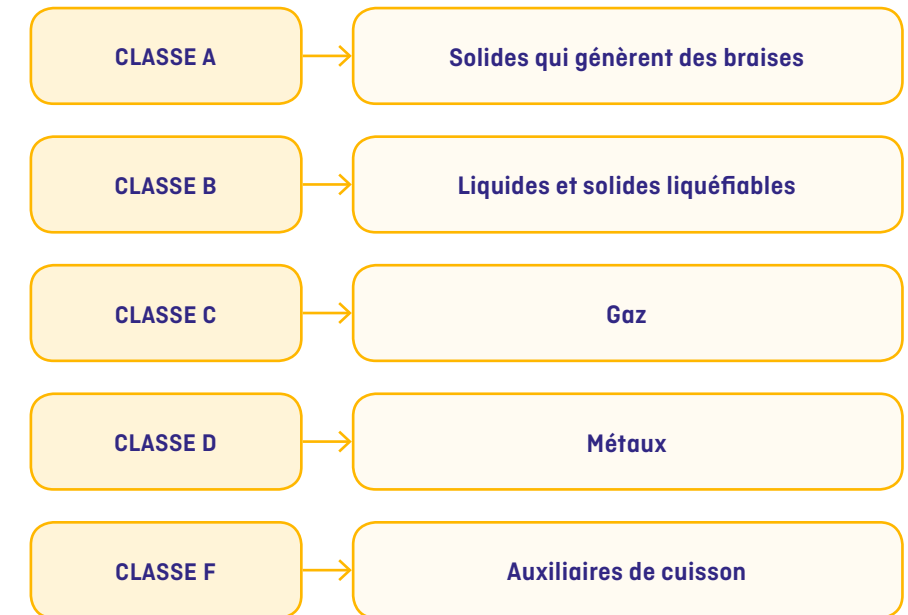 CLASSE A
Solides qui génèrent des braises
CLASSE B
Liquides et solides liquéfiables
CLASSE C
Gaz
CLASSE D
Métaux
CLASSE F
Auxiliaires de cuisson